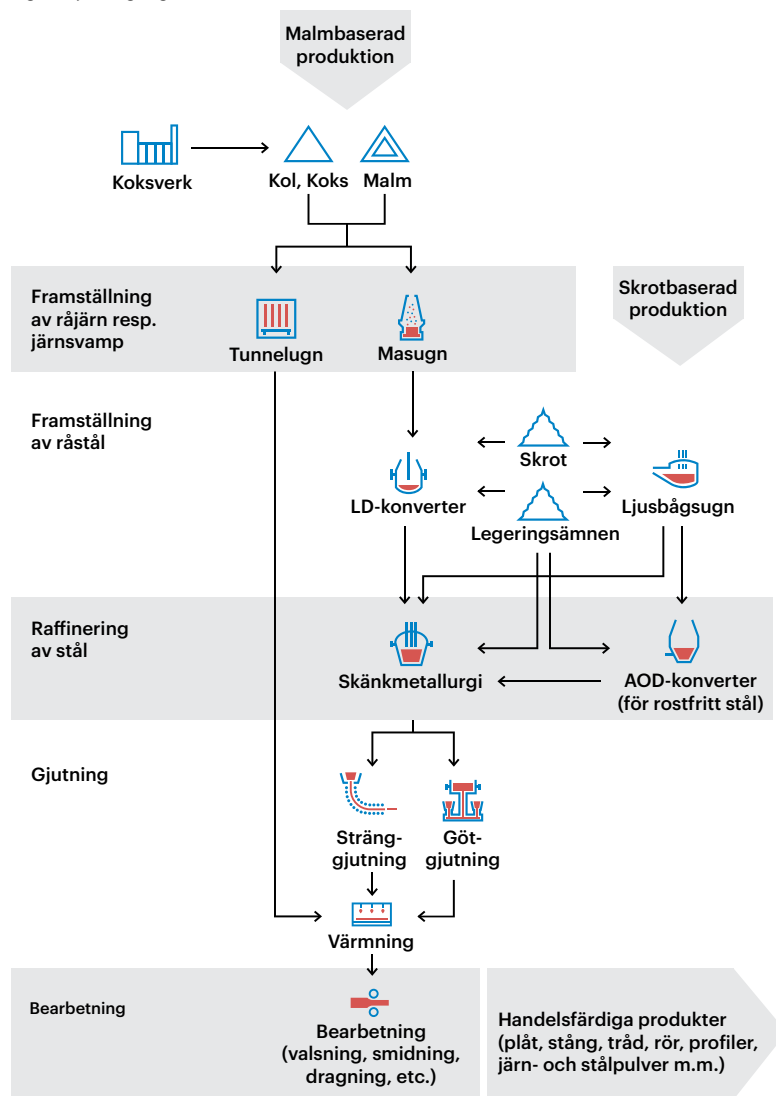 Malmbaserad
produktion
Koksverk
Kol, Koks
Malm
Framställning
av råjärn resp.
järnsvamp
Tunnelugn
Masugn
Skrotbaserad
produktion
Framställning
av råstål
Skrot
LD-konverter
Legeringsämnen
Ljusbågsugn
Raffinering
av stål
Skänkmetallurgi
AOD-konverter
(för rostfritt stål)
Gjutning
Sträng-
gjutning
Göt-
gjutning
Värmning
Bearbetning
Bearbetning
(valsning, smidning,
dragning, etc.)
Handelsfärdiga produkter
(plåt, stång, tråd, rör, profiler,
järn- och stålpulver m.m.)